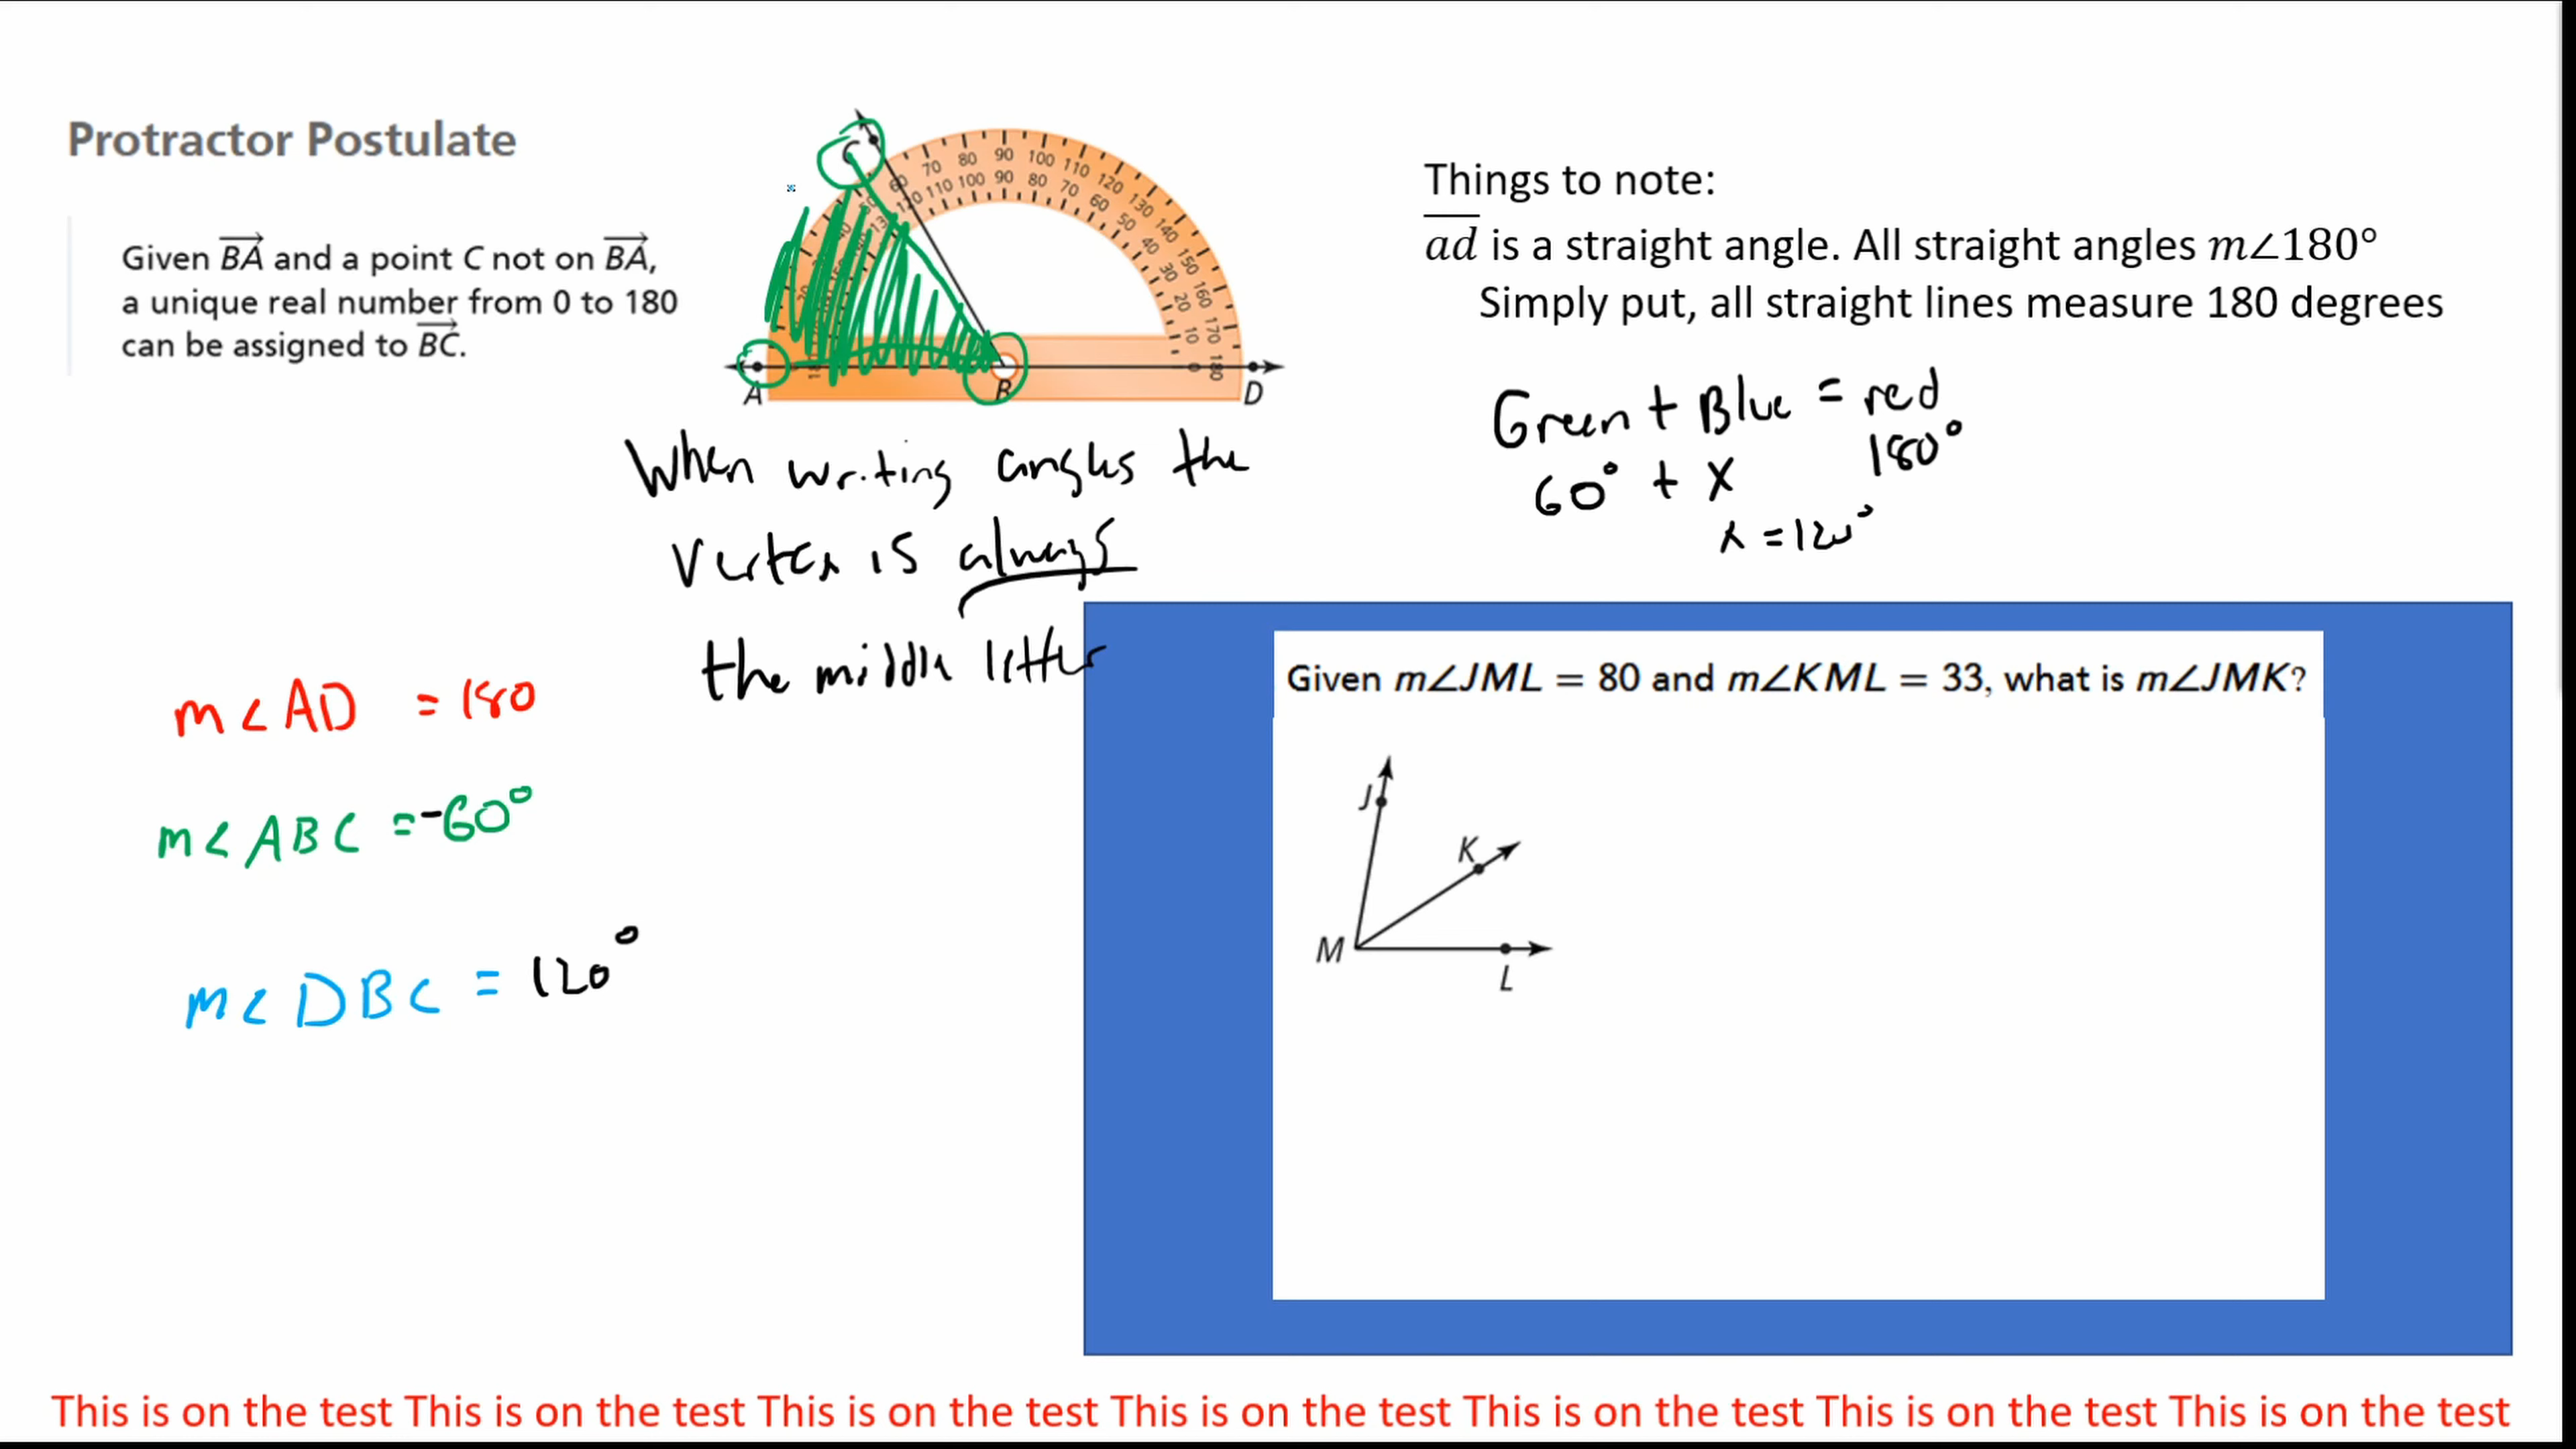 Protractor Postulate
Given BA and a point C not on BA,
a unique real number from 0 to 180
can be assigned to BC.
C
60 70 80 90 100 110 120 130 140 150 160 170 180
120 110 100 90 80 70 60 50 40 30 20 10 0
A B D
Things to note:
ad is a straight angle. All straight angles m∠180°
Simply put, all straight lines measure 180 degrees
Green + Blue = red
60° + x 180°
x = 120°
When writing angles the
vertex is always
the middle letter
m∠AD = 180
m∠ABC = -60°
m∠DBC = 120°
Given m∠JML = 80 and m∠KML = 33, what is m∠JMK?
J
K
M
L
This is on the test This is on the test This is on the test This is on the test This is on the test This is on the test This is on the test